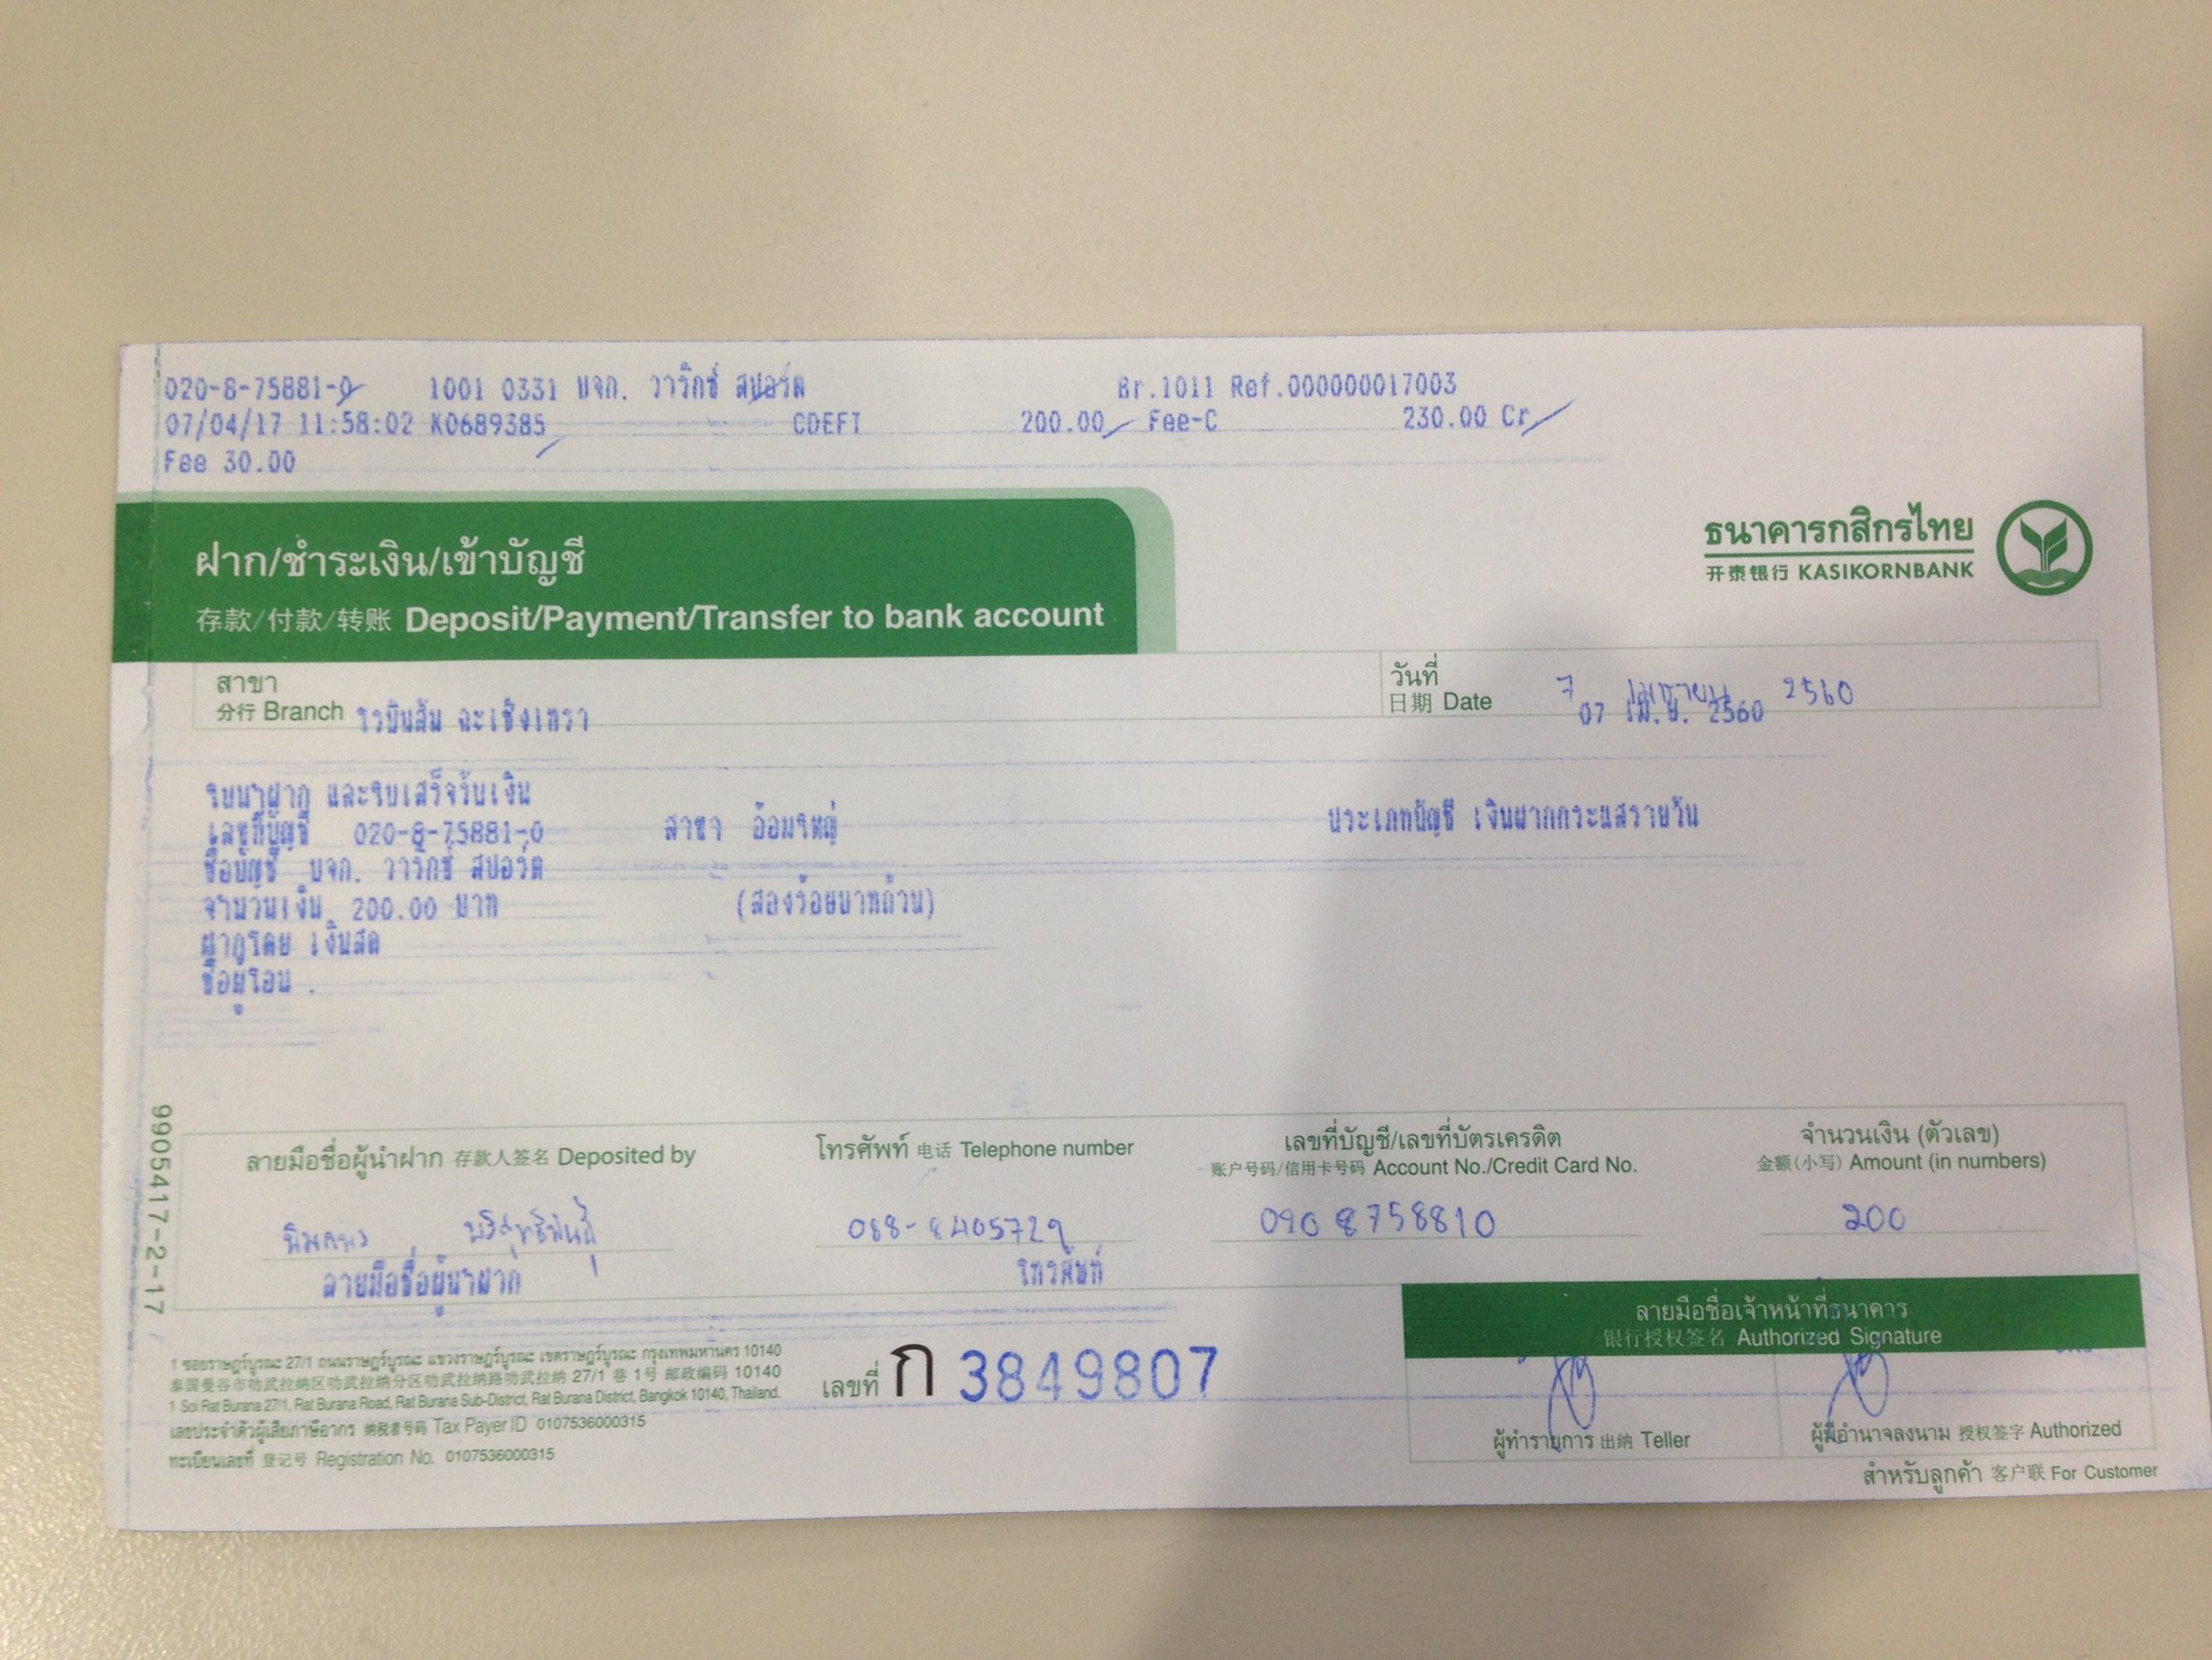 020-8-75881-0 1001 0331 บจก. วาริกซ์ สปอร์ต Br.1011 Ref.000000017003
07/04/17 11:58:02 K0689385 CDEFT 200.00 Fee-C 230.00 Cr
Fee 30.00
ฝาก/ชำระเงิน/เข้าบัญชี
存款/付款/转账 Deposit/Payment/Transfer to bank account
ธนาคารกสิกรไทย
开泰银行 KASIKORNBANK
สาขา
分行 Branch โรบินสัน ฉะเชิงเทรา
วันที่
日期 Date 7 เมษายน 2560
07 เม.ย. 2560
ใบนำฝาก และใบเสร็จรับเงิน
เลขที่บัญชี 020-8-75881-0 สาขา อ้อมใหญ่ ประเภทบัญชี เงินฝากกระแสรายวัน
ชื่อบัญชี บจก. วาริกซ์ สปอร์ต
จำนวนเงิน 200.00 บาท (สองร้อยบาทถ้วน)
ฝากโดย เงินสด
ชื่อผู้โอน .
ลายมือชื่อผู้นำฝาก 存款人签名 Deposited by
โทรศัพท์ 电话 Telephone number
เลขที่บัญชี/เลขที่บัตรเครดิต
账户号码/信用卡号码 Account No./Credit Card No.
จำนวนเงิน (ตัวเลข)
金额(小写) Amount (in numbers)
0208758810
200
ลายมือชื่อผู้นำฝาก โทรศัพท์
9905417-2-17
1 ซอยราษฎร์บูรณะ 27/1 ถนนราษฎร์บูรณะ แขวงราษฎร์บูรณะ เขตราษฎร์บูรณะ กรุงเทพมหานคร 10140
泰国曼谷市叻武拉纳区叻武拉纳分区叻武拉纳路叻武拉纳 27/1 巷 1号 邮政编码 10140
1 Soi Rat Burana 27/1, Rat Burana Road, Rat Burana Sub-District, Rat Burana District, Bangkok 10140, Thailand.
เลขประจำตัวผู้เสียภาษีอากร 纳税者号码 Tax Payer ID 0107536000315
ทะเบียนเลขที่ 登记号 Registration No. 0107536000315
เลขที่ ก 3849807
ลายมือชื่อเจ้าหน้าที่ธนาคาร
银行授权签名 Authorized Signature
ผู้ทำรายการ 出纳 Teller
ผู้มีอำนาจลงนาม 授权签字 Authorized
สำหรับลูกค้า 客户联 For Customer